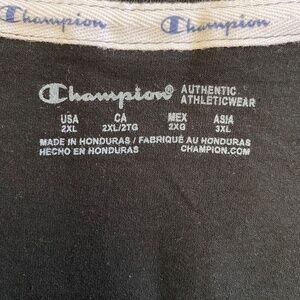 Champion Champion
Champion® AUTHENTIC
ATHLETICWEAR
USA CA MEX ASIA
2XL 2XL/2TG 2XG 3XL
MADE IN HONDURAS / FABRIQUÉ AU HONDURAS
HECHO EN HONDURAS CHAMPION.COM